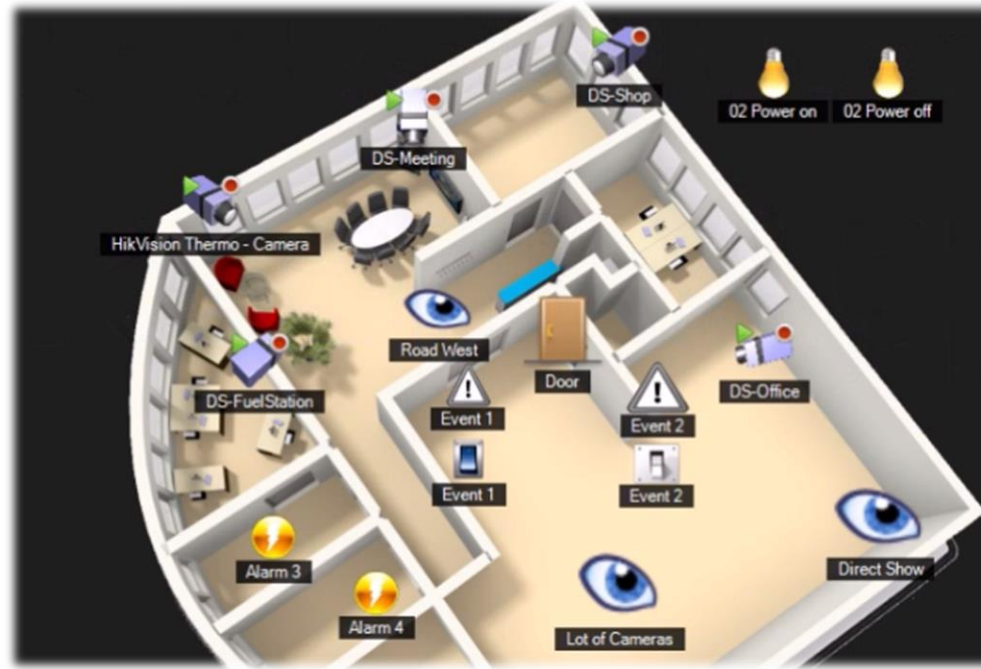 DS-Shop
02 Power on
02 Power off
DS-Meeting
HikVision Thermo - Camera
Road West
Door
DS-Office
DS-FuelStation
Event 1
Event 2
Event 1
Event 2
Alarm 3
Direct Show
Alarm 4
Lot of Cameras